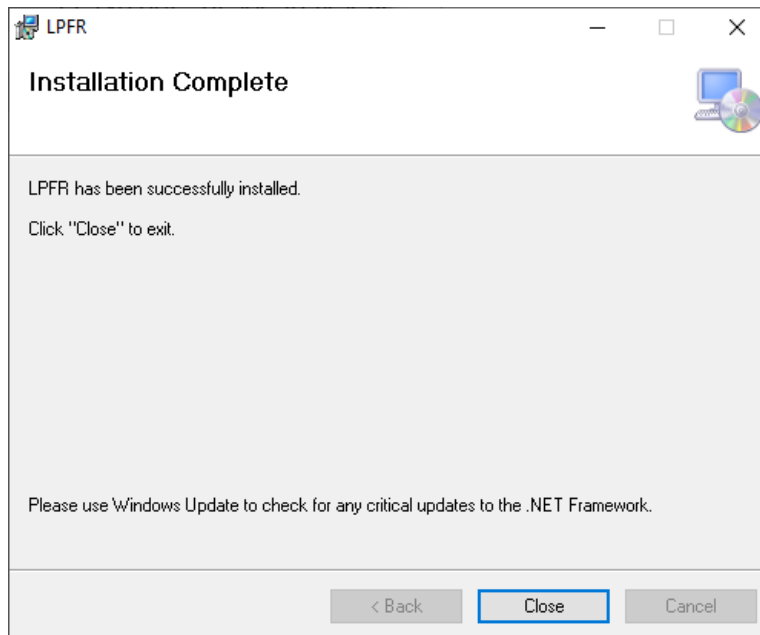 LPFR
Installation Complete
LPFR has been successfully installed.
Click "Close" to exit.
Please use Windows Update to check for any critical updates to the .NET Framework.
< Back
Close
Cancel